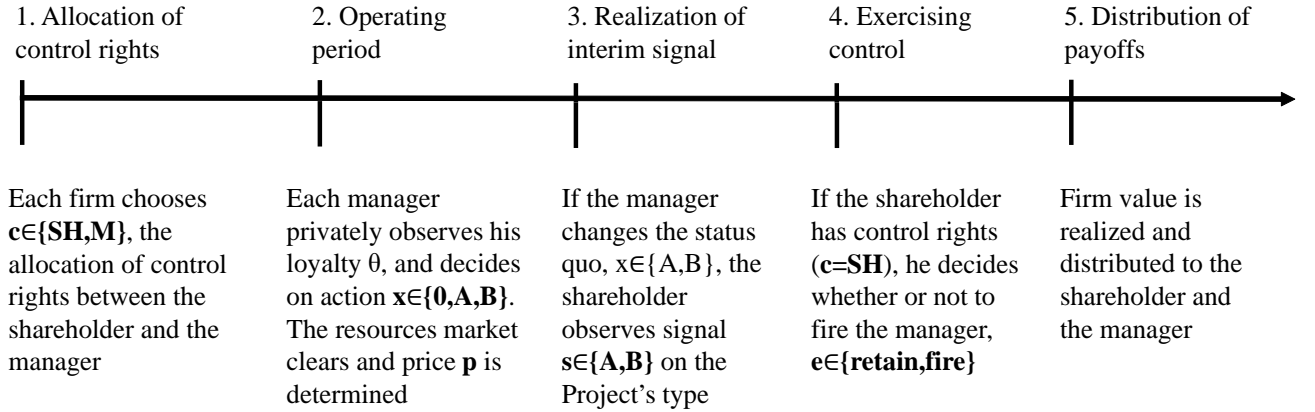 1. Allocation of
control rights
2. Operating
period
3. Realization of
interim signal
4. Exercising
control
5. Distribution of
payoffs
Each firm chooses
c∈{SH,M}, the
allocation of control
rights between the
shareholder and the
manager
Each manager
privately observes his
loyalty θ, and decides
on action x∈{0,A,B}.
The resources market
clears and price p is
determined
If the manager
changes the status
quo, x∈{A,B}, the
shareholder
observes signal
s∈{A,B} on the
Project's type
If the shareholder
has control rights
(c=SH), he decides
whether or not to
fire the manager,
e∈{retain,fire}
Firm value is
realized and
distributed to the
shareholder and
the manager